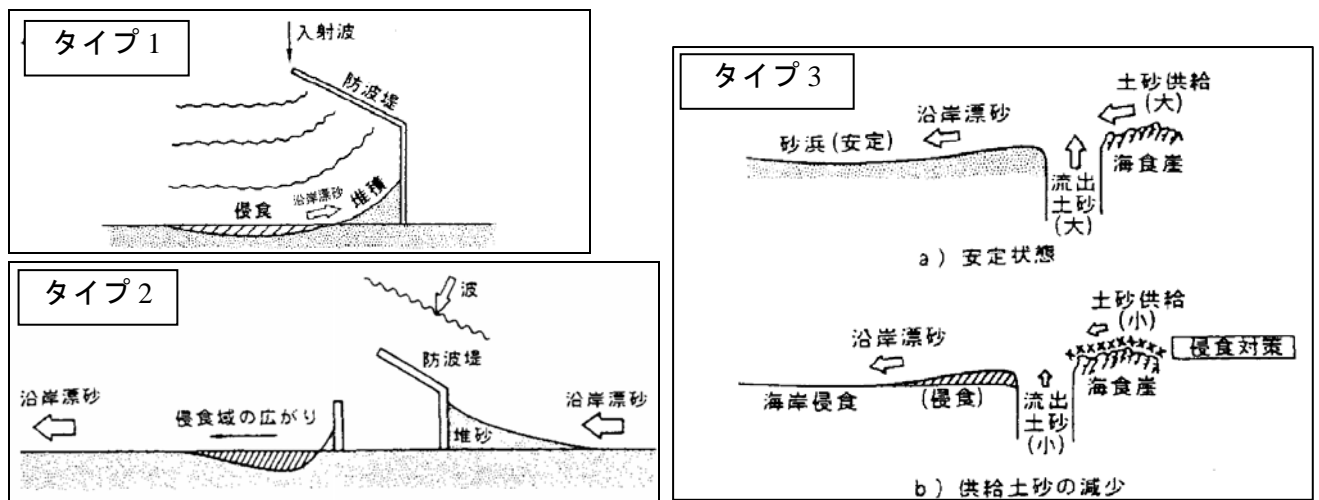 タイプ1
入射波
防波堤
沿岸漂砂
堆積
侵食
タイプ2
波
防波堤
沿岸漂砂
侵食域の広がり
沿岸漂砂
堆砂
タイプ3
土砂供給
(大)
沿岸漂砂
砂浜(安定)
海食崖
流出
土砂
(大)
a)安定状態
土砂供給
(小)
沿岸漂砂
侵食対策
海食崖
海岸侵食
(侵食)
流出
土砂
(小)
b)供給土砂の減少